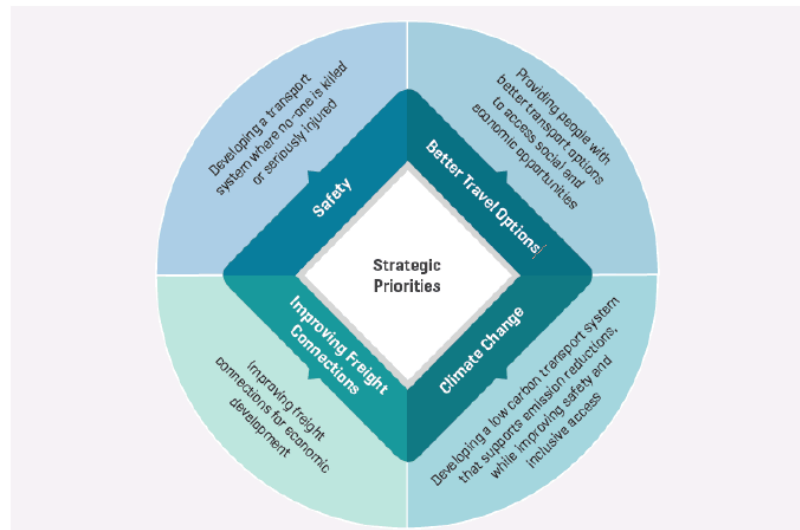 Developing a transport
system where no-one is killed
or seriously injured
Safety
Providing people with
better transport options
to access social and
economic opportunities
Better Travel Options
Strategic
Priorities
Improving Freight
Connections
Improving freight
connections for economic
development
Climate Change
Developing a low carbon transport system
that supports emission reductions,
while improving safety and
inclusive access